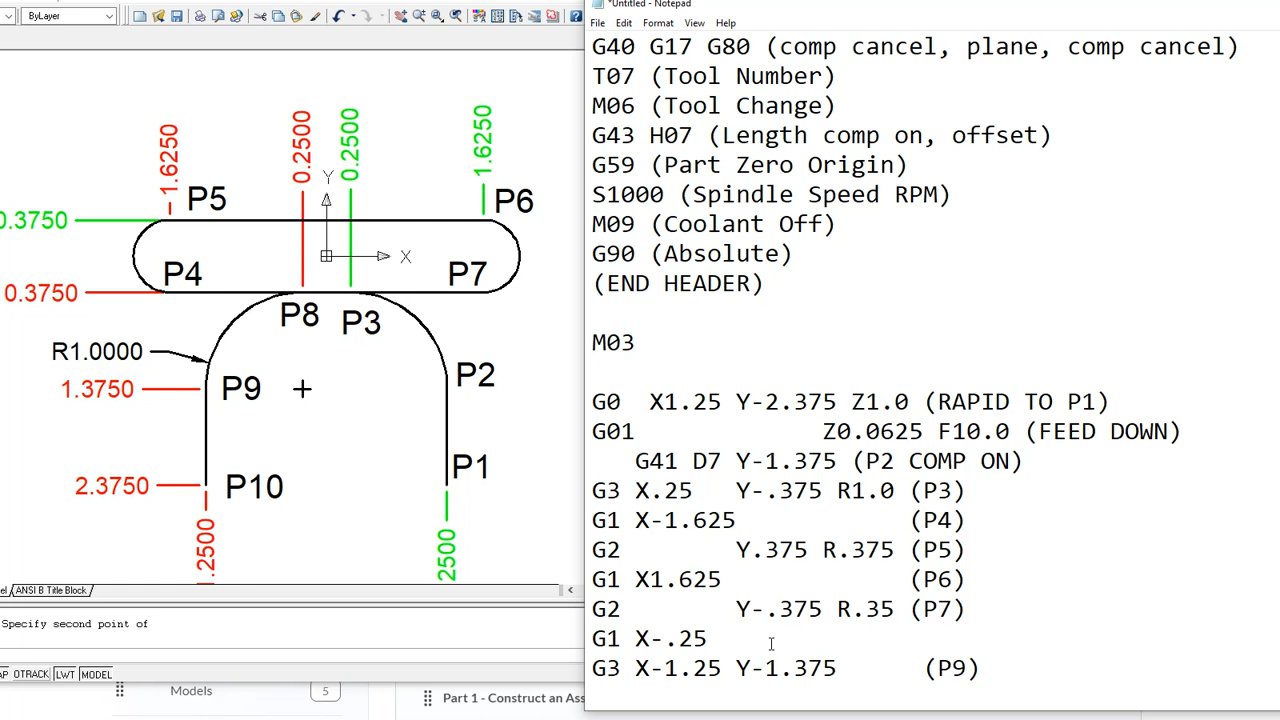 ByLayer
1.6250
0.2500
0.2500
1.6250
Y
X
P5
P6
0.3750
P4
P7
0.3750
P8
P3
R1.0000
P9
P2
1.3750
P1
2.3750
P10
.2500
2500
ANSI B Title Block
Specify second point of
AP OTRACK LWT MODEL
Models
5
Part 1 - Construct an Ass
*Untitled - Notepad
File Edit Format View Help
G40 G17 G80 (comp cancel, plane, comp cancel)
T07 (Tool Number)
M06 (Tool Change)
G43 H07 (Length comp on, offset)
G59 (Part Zero Origin)
S1000 (Spindle Speed RPM)
M09 (Coolant Off)
G90 (Absolute)
(END HEADER)
M03
G0 X1.25 Y-2.375 Z1.0 (RAPID TO P1)
G01 Z0.0625 F10.0 (FEED DOWN)
G41 D7 Y-1.375 (P2 COMP ON)
G3 X.25 Y-.375 R1.0 (P3)
G1 X-1.625 (P4)
G2 Y.375 R.375 (P5)
G1 X1.625 (P6)
G2 Y-.375 R.35 (P7)
G1 X-.25
G3 X-1.25 Y-1.375 (P9)